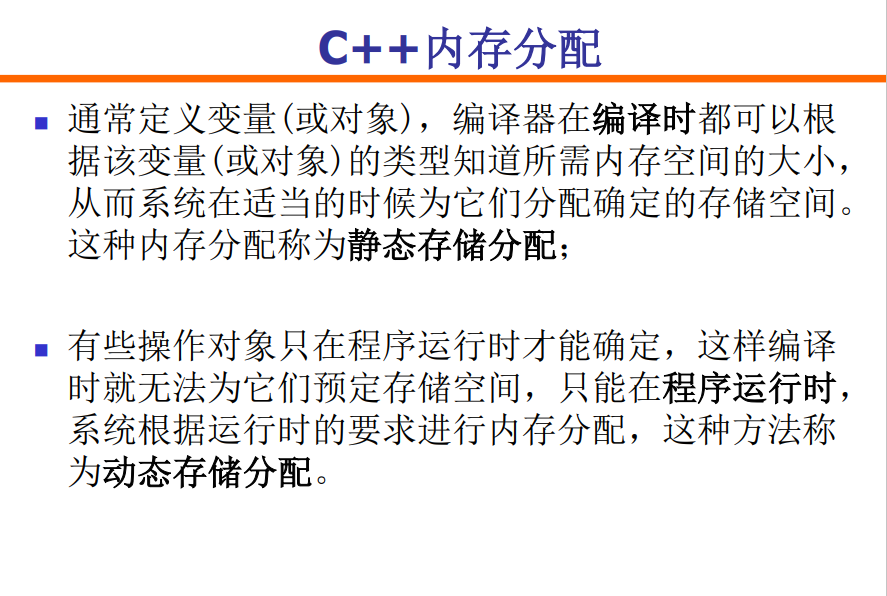 C++内存分配
通常定义变量(或对象)，编译器在编译时都可以根
据该变量(或对象)的类型知道所需内存空间的大小，
从而系统在适当的时候为它们分配确定的存储空间。
这种内存分配称为静态存储分配；
有些操作对象只在程序运行时才能确定，这样编译
时就无法为它们预定存储空间，只能在程序运行时，
系统根据运行时的要求进行内存分配，这种方法称
为动态存储分配。